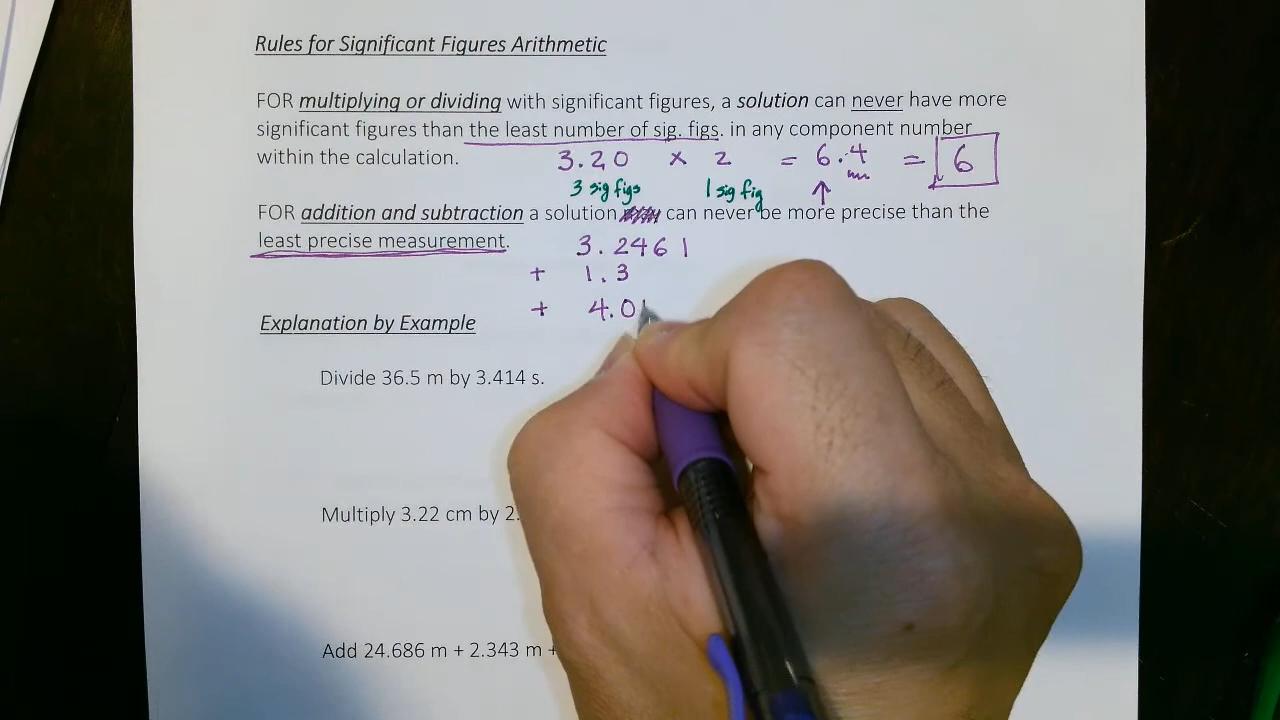 Rules for Significant Figures Arithmetic
FOR multiplying or dividing with significant figures, a solution can never have more
significant figures than the least number of sig. figs. in any component number
within the calculation. 3.20 x 2 = 6.4 = 6
3 sig figs 1 sig fig
FOR addition and subtraction a solution can never be more precise than the
least precise measurement. 3.2461
+ 1.3
+ 4.0
Explanation by Example
Divide 36.5 m by 3.414 s.
Multiply 3.22 cm by 2.
Add 24.686 m + 2.343 m +